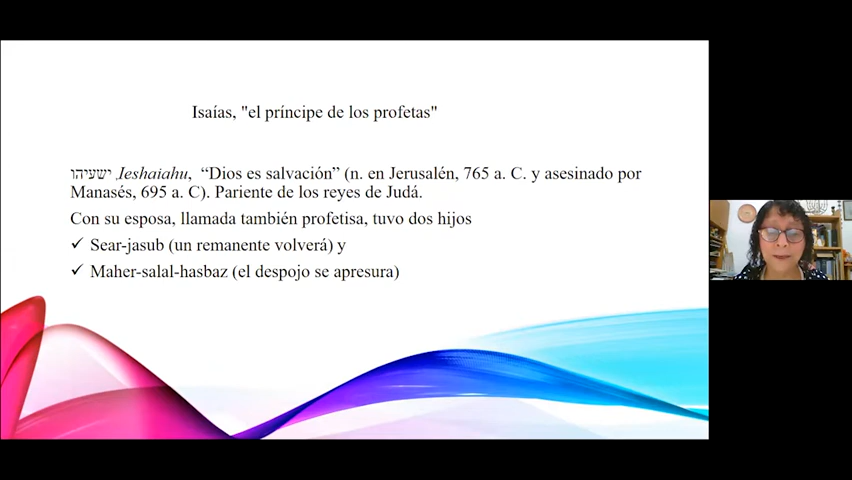 Isaías, "el príncipe de los profetas"
ישעיהו, Ieshaiahu, “Dios es salvación” (n. en Jerusalén, 765 a. C. y asesinado por
Manasés, 695 a. C). Pariente de los reyes de Judá.
Con su esposa, llamada también profetisa, tuvo dos hijos
✓ Sear-jasub (un remanente volverá) y
✓ Maher-salal-hasbaz (el despojo se apresura)